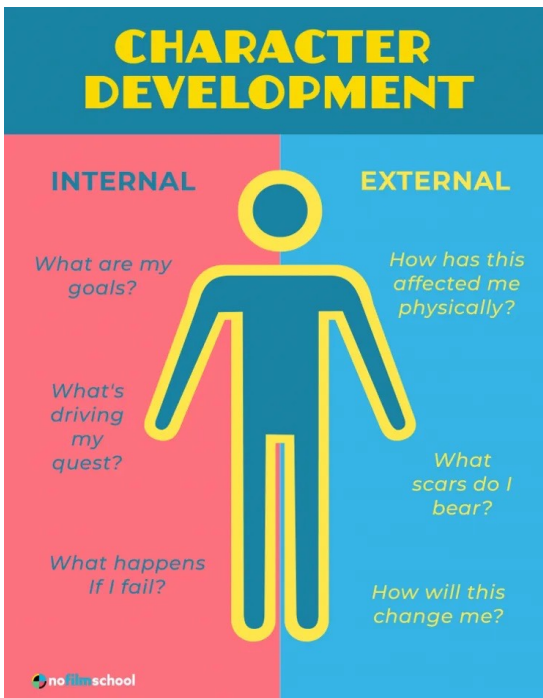 CHARACTER
DEVELOPMENT
INTERNAL
What are my
goals?
What's
driving
my
quest?
What happens
If I fail?
EXTERNAL
How has this
affected me
physically?
What
scars do I
bear?
How will this
change me?
nofilmschool